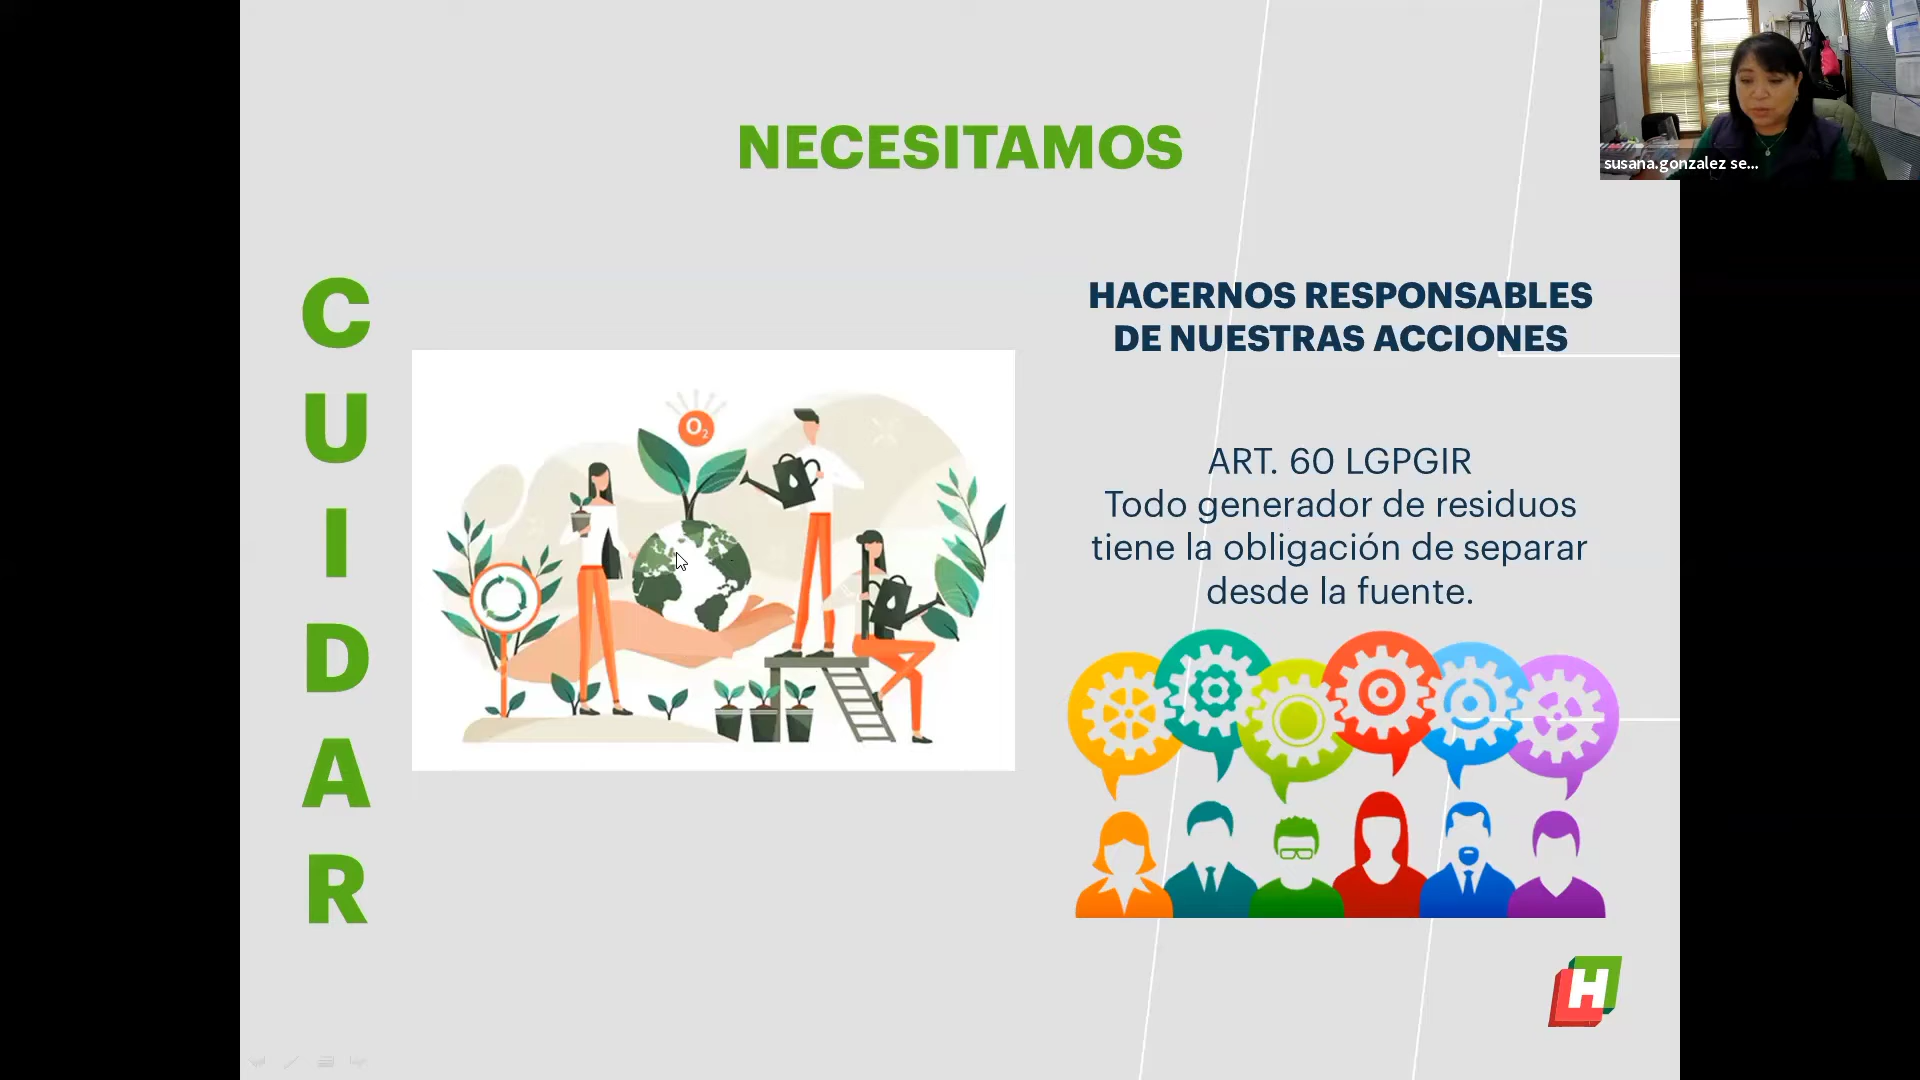 NECESITAMOS
susana.gonzalez se...
C
U
I
D
A
R
O₂
HACERNOS RESPONSABLES
DE NUESTRAS ACCIONES
ART. 60 LGPGIR
Todo generador de residuos
tiene la obligación de separar
desde la fuente.
H